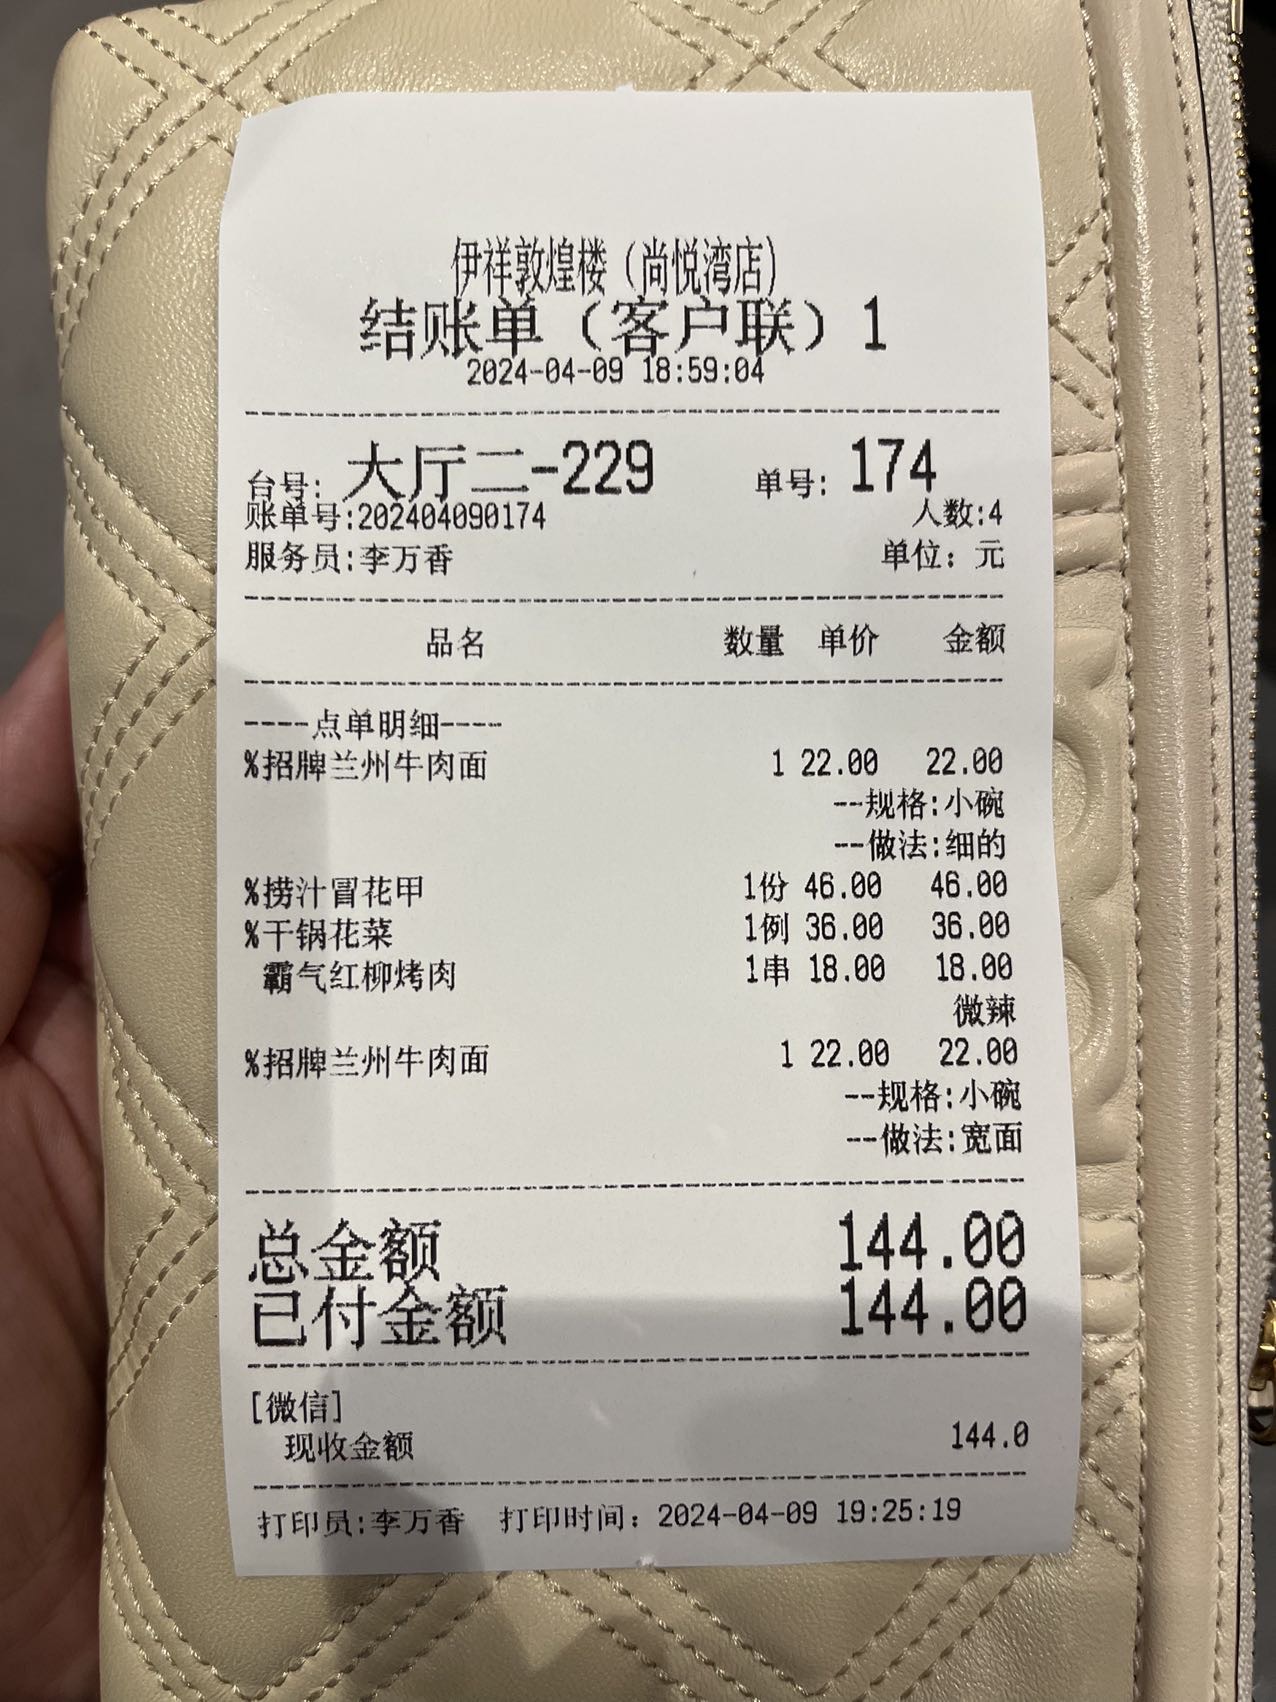 伊祥敦煌楼（尚悦湾店）
结账单（客户联）1
2024-04-09 18:59:04
台号: 大厅二-229 单号: 174
账单号:202404090174 人数:4
服务员:李万香 单位：元
品名 数量 单价 金额
----点单明细----
%招牌兰州牛肉面 1 22.00 22.00
--规格:小碗
--做法:细的
%捞汁冒花甲 1份 46.00 46.00
%干锅花菜 1例 36.00 36.00
霸气红柳烤肉 1串 18.00 18.00
微辣
%招牌兰州牛肉面 1 22.00 22.00
--规格:小碗
--做法:宽面
总金额 144.00
已付金额 144.00
[微信]
现收金额 144.0
打印员:李万香 打印时间：2024-04-09 19:25:19